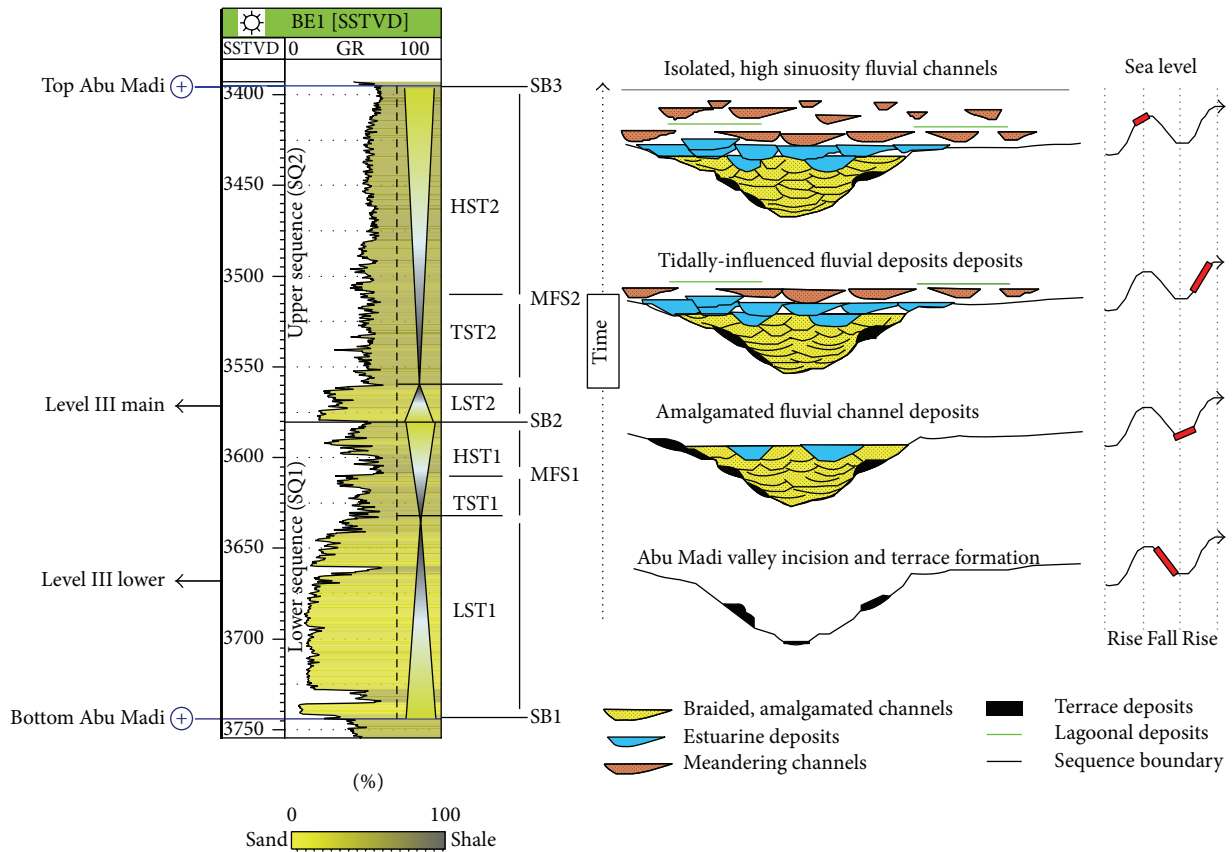 BE1 [SSTVD]
SSTVD 0 GR 100
Top Abu Madi
3400
3450
3500
3550
3600
3650
3700
3750
Upper sequence (SQ2)
Lower sequence (SQ1)
Level III main
Level III lower
Bottom Abu Madi
SB3
HST2
MFS2
TST2
LST2
SB2
HST1
MFS1
TST1
LST1
SB1
(%)
0 100
Sand Shale
Time
Isolated, high sinuosity fluvial channels
Sea level
Tidally-influenced fluvial deposits deposits
Amalgamated fluvial channel deposits
Abu Madi valley incision and terrace formation
Rise Fall Rise
Braided, amalgamated channels
Estuarine deposits
Meandering channels
Terrace deposits
Lagoonal deposits
Sequence boundary